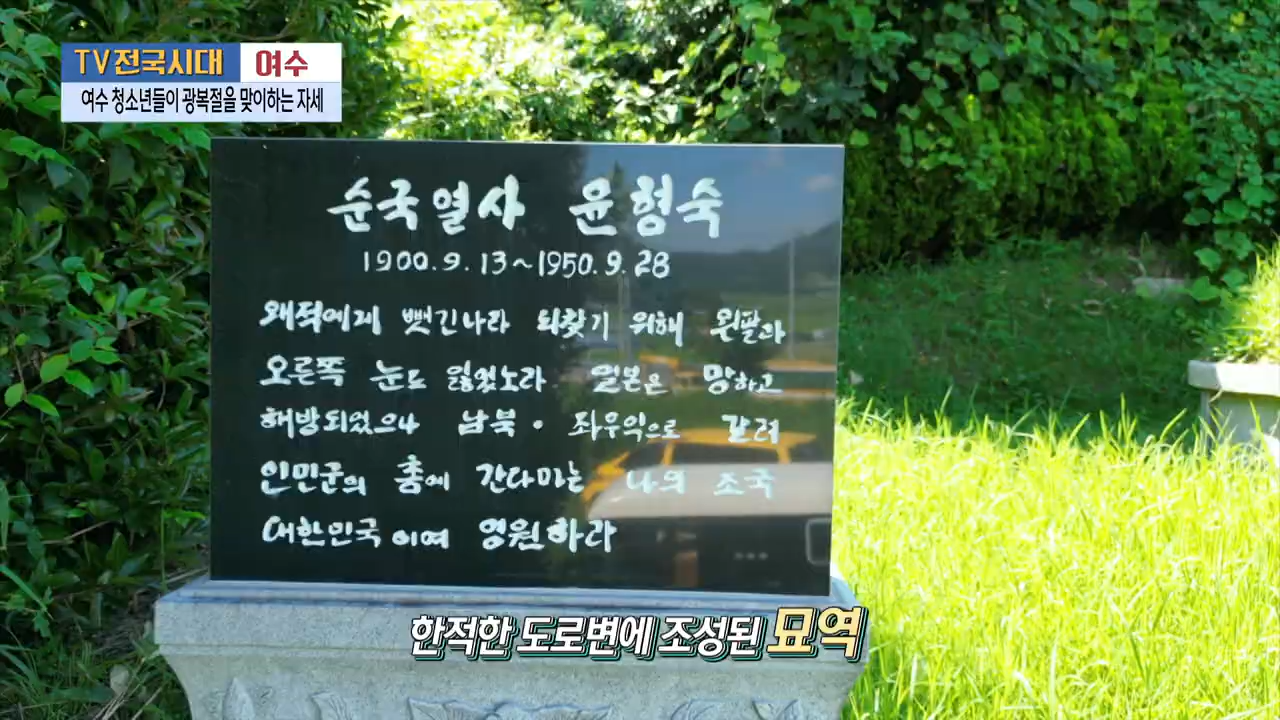 TV전국시대 여수
여수 청소년들이 광복절을 맞이하는 자세
순국열사 윤형숙
1900.9.13~1950.9.28
왜적에게 빼낀나라 되찾기 위해 왼팔과
오른쪽 눈도 잃었노라 일본은 망하고
해방되었으나 남북·좌우익으로 갈려
인민군의 총에 간다마는 나의 조국
대한민국이여 영원하라
한적한 도로변에 조성된 묘역